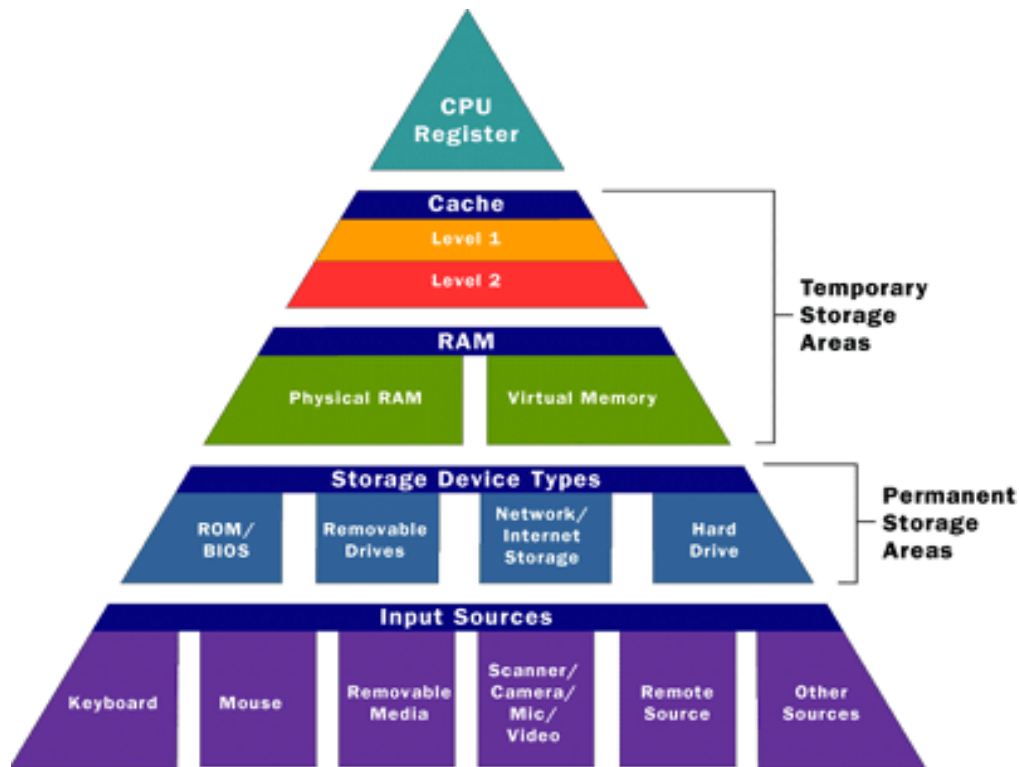 CPU
Register
Cache
Level 1
Level 2
Temporary
Storage
Areas
RAM
Physical RAM
Virtual Memory
Storage Device Types
ROM/
BIOS
Removable
Drives
Network/
Internet
Storage
Hard
Drive
Permanent
Storage
Areas
Input Sources
Keyboard
Mouse
Removable
Media
Scanner/
Camera/
Mic/
Video
Remote
Source
Other
Sources